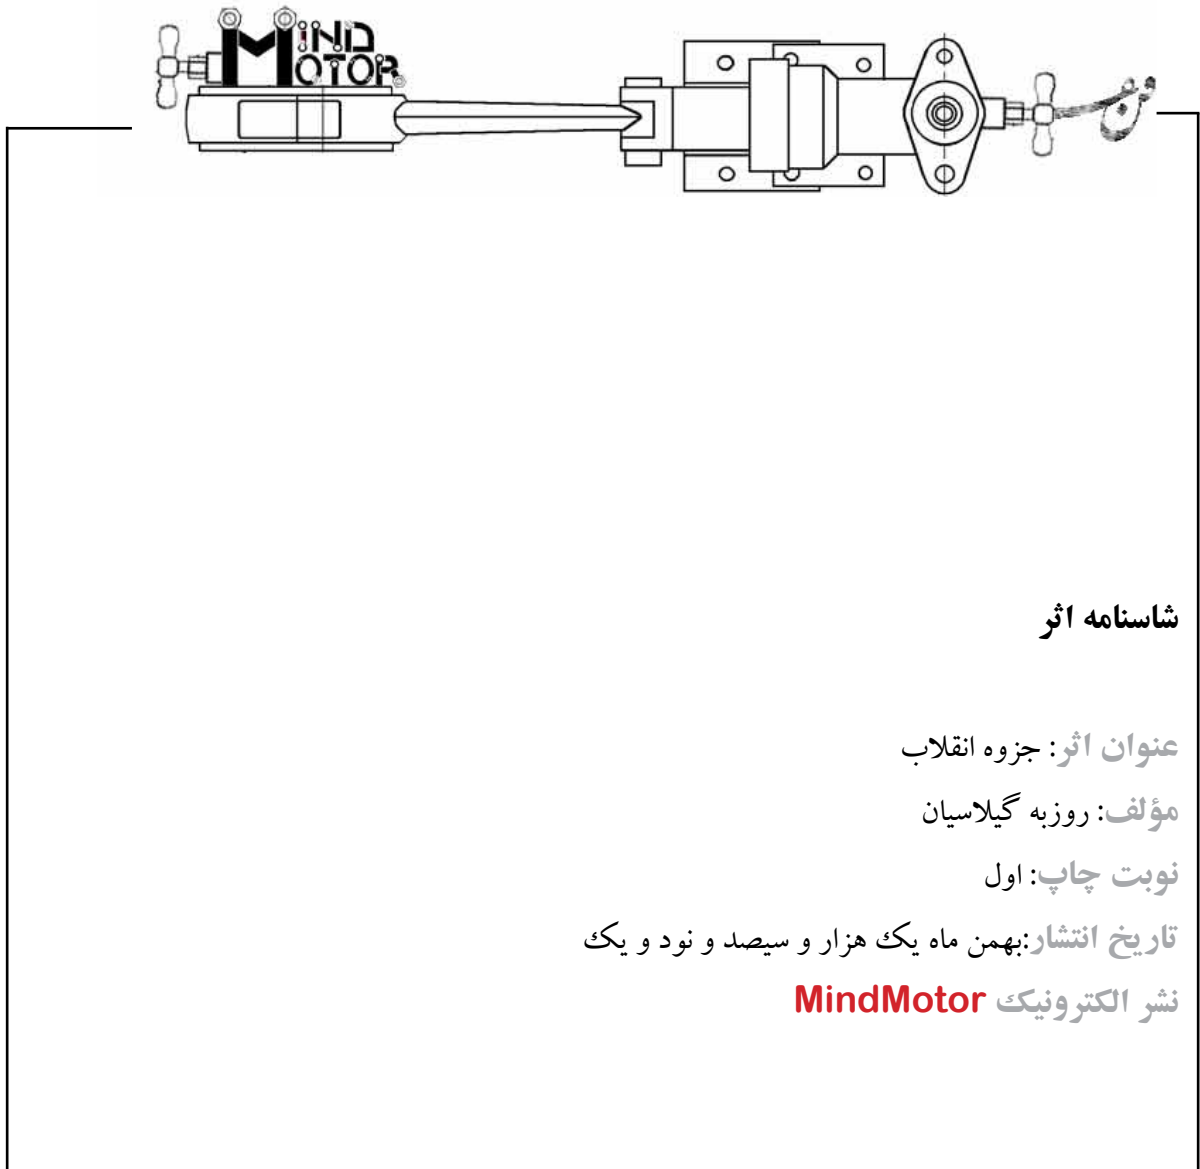 MIND
MOTOR
فن
شاسنامه اثر
عنوان اثر: جزوه انقلاب
مؤلف: روزبه گیلاسیان
نوبت چاپ: اول
تاریخ انتشار:بهمن ماه یک هزار و سیصد و نود و یک
نشر الکترونیک MindMotor